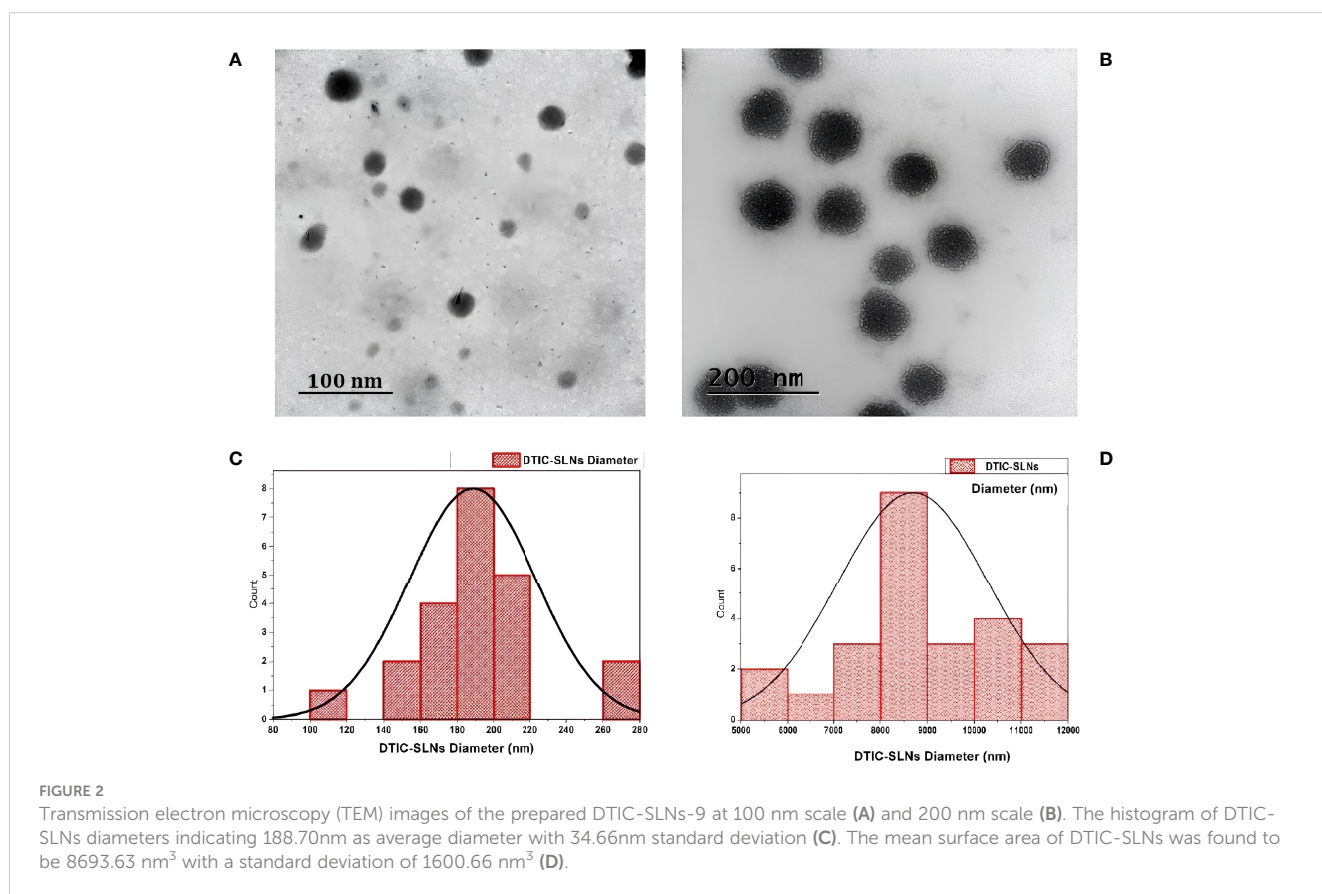 A
B
100 nm
200 nm
C
DTIC-SLNs Diameter
8
7
6
5
4
3
2
1
0
Count
80 100 120 140 160 180 200 220 240 260 280
DTIC-SLNs Diameter (nm)
D
DTIC-SLNs
Diameter (nm)
8
6
4
2
0
Count
5000 6000 7000 8000 9000 10000 11000 12000
DTIC-SLNs Diameter (nm)
FIGURE 2
Transmission electron microscopy (TEM) images of the prepared DTIC-SLNs-9 at 100 nm scale (A) and 200 nm scale (B). The histogram of DTIC-
SLNs diameters indicating 188.70nm as average diameter with 34.66nm standard deviation (C). The mean surface area of DTIC-SLNs was found to
be 8693.63 nm³ with a standard deviation of 1600.66 nm³ (D).